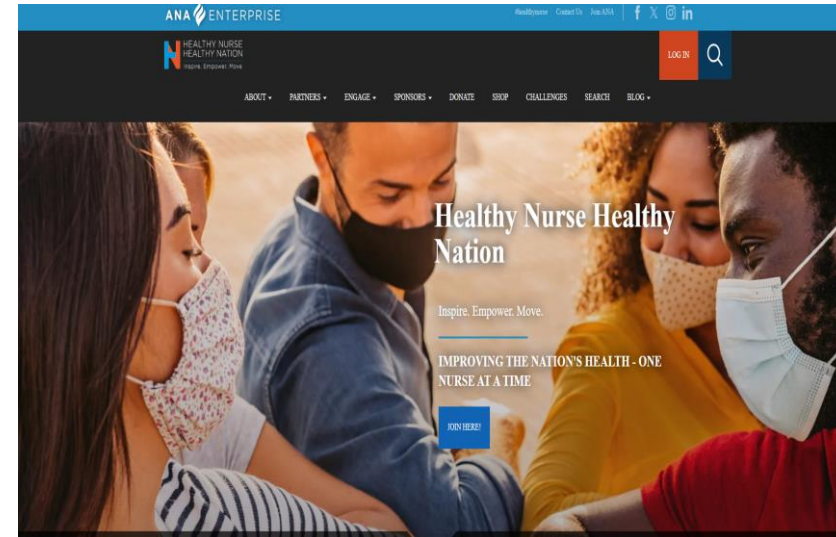 ANA ENTERPRISE
#healthynurse Contact Us Join ANA
HEALTHY NURSE
HEALTHY NATION
Inspire. Empower. Move
LOG IN
ABOUT PARTNERS ENGAGE SPONSORS DONATE SHOP CHALLENGES SEARCH BLOG
Healthy Nurse Healthy
Nation
Inspire. Empower. Move.
IMPROVING THE NATION'S HEALTH - ONE
NURSE AT A TIME
JOIN HERE!